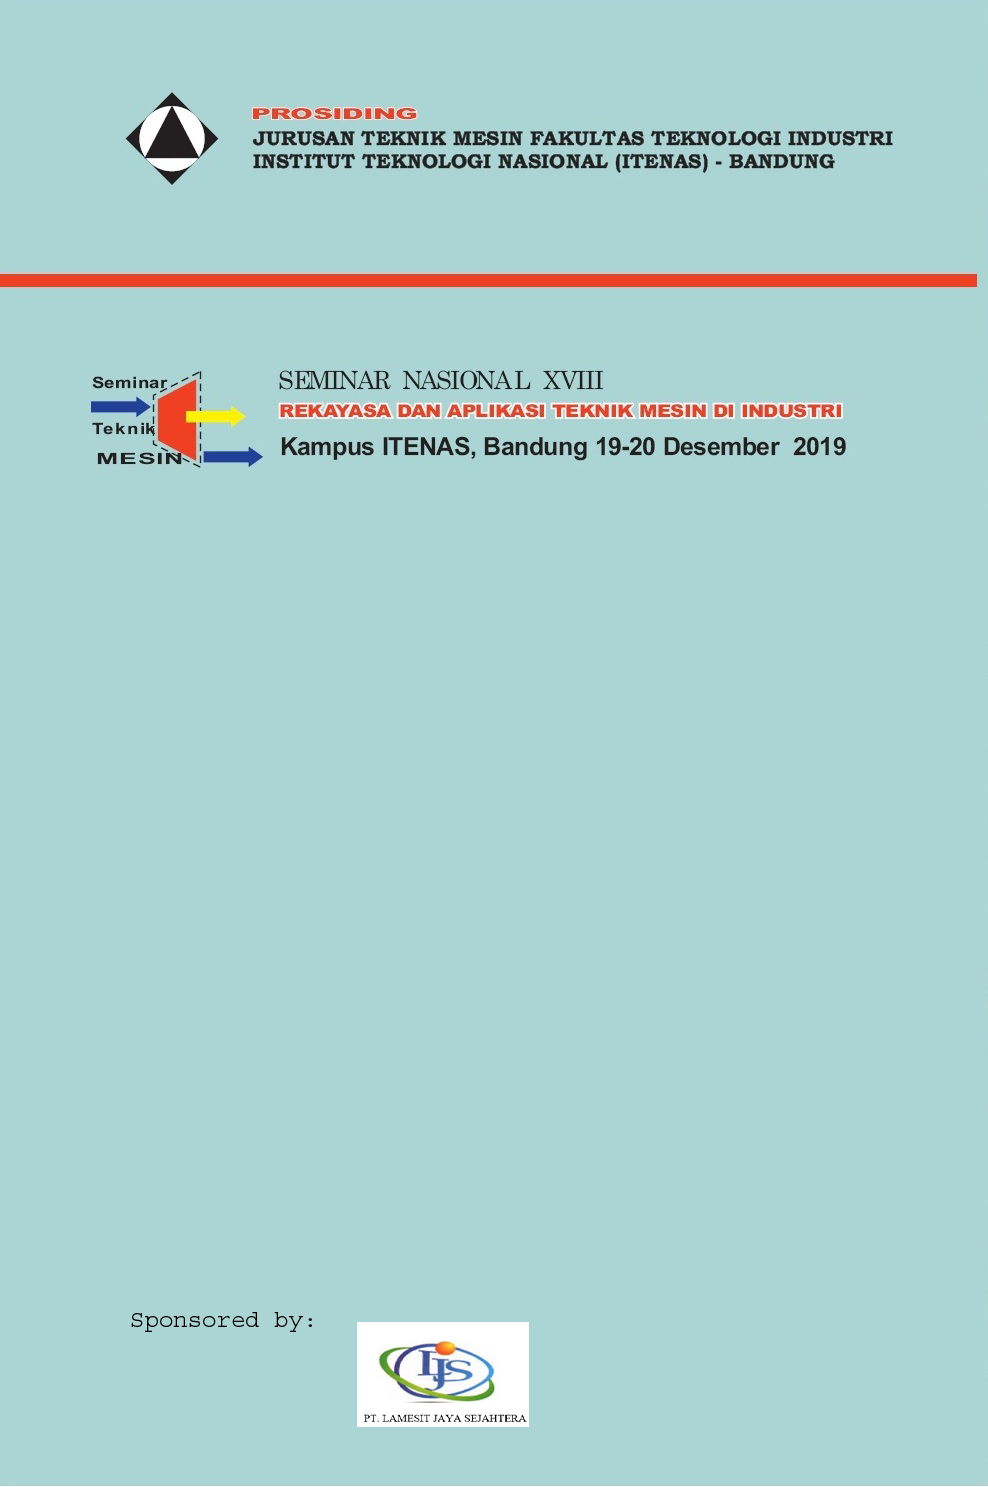 PROSIDING
JURUSAN TEKNIK MESIN FAKULTAS TEKNOLOGI INDUSTRI
INSTITUT TEKNOLOGI NASIONAL (ITENAS) - BANDUNG
Seminar
Teknik
MESIN
SEMINAR NASIONAL XVIII
REKAYASA DAN APLIKASI TEKNIK MESIN DI INDUSTRI
Kampus ITENAS, Bandung 19-20 Desember 2019
Sponsored by:
LJS
PT. LAMESIT JAYA SEJAHTERA